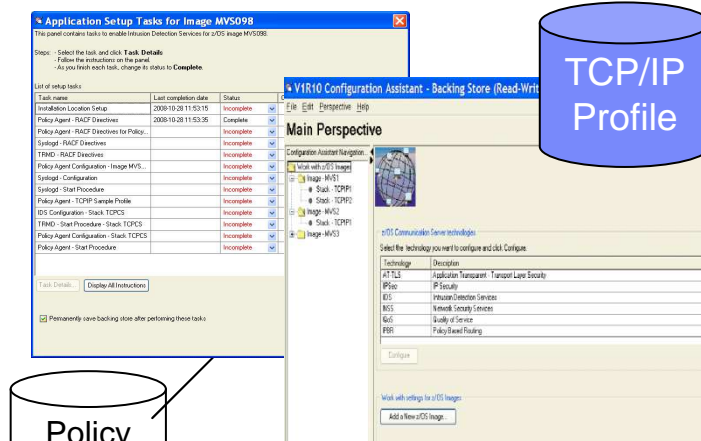 Application Setup Tasks for Image MVS098
This panel contains tasks to enable Intrusion Detection Services for z/OS image MVS098.
Steps: - Select the task and click Task Details
- Follow the instructions on the panel.
- As you finish each task, change its status to Complete.
List of setup tasks
Task name Last completion date Status
Installation Location Setup 2008-10-28 11:53:15 Incomplete
Policy Agent - RACF Directives 2008-10-28 11:53:35 Complete
Policy Agent - RACF Directives for Policy... Incomplete
Syslogd - RACF Directives Incomplete
TRMD - RACF Directives Incomplete
Policy Agent Configuration - Image MVS... Incomplete
Syslogd - Configuration Incomplete
Syslogd - Start Procedure Incomplete
Policy Agent - TCPIP Sample Profile Incomplete
IDS Configuration - Stack TCPCS Incomplete
TRMD - Start Procedure - Stack TCPCS Incomplete
Policy Agent Configuration - Stack TCPCS Incomplete
Policy Agent - Start Procedure Incomplete
Task Details... Display All Instructions
Permanently save backing store after performing these tasks
V1R10 Configuration Assistant - Backing Store (Read-Writ
File Edit Perspective Help
Main Perspective
Configuration Assistant Navigation...
Work with z/OS Images
Image - MVS1
Stack - TCPIP1
Stack - TCPIP2
Image - MVS2
Stack - TCPIP1
Image - MVS3
z/OS Communication Server technologies
Select the technology you want to configure and click Configure.
Technology Description
AT-TLS Application Transparent - Transport Layer Security
IPSec IP Security
IDS Intrusion Detection Services
NSS Network Security Services
QoS Quality of Service
PBR Policy Based Routing
Configure
Work with settings for z/OS Images
Add a New z/OS Image...
TCP/IP
Profile
Policy